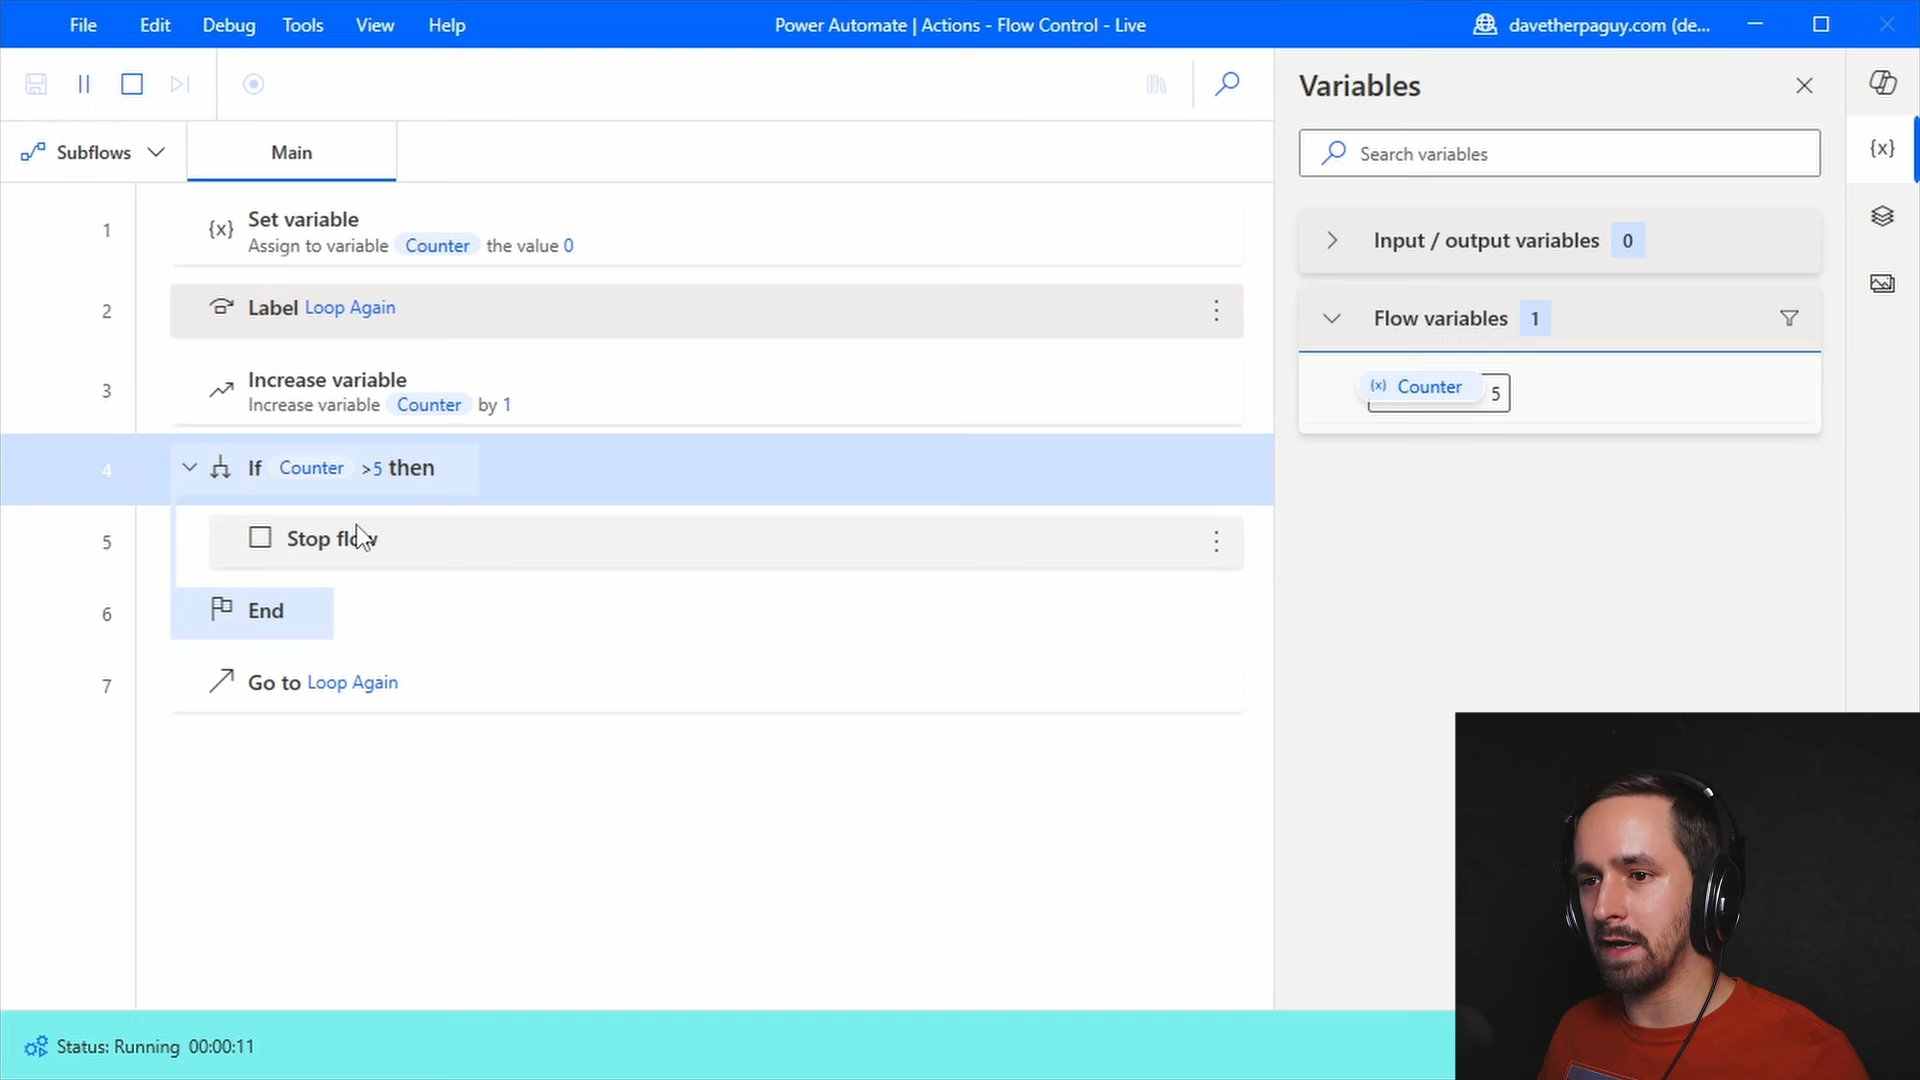 File Edit Debug Tools View Help
Power Automate | Actions - Flow Control - Live
davetherpaguy.com (de...
Subflows
Main
1
{x} Set variable
Assign to variable Counter the value 0
2
Label Loop Again
3
Increase variable
Increase variable Counter by 1
4
If Counter >5 then
5
Stop flow
6
End
7
Go to Loop Again
Variables
Search variables
Input / output variables 0
Flow variables 1
(x) Counter 5
{x}
Status: Running 00:00:11